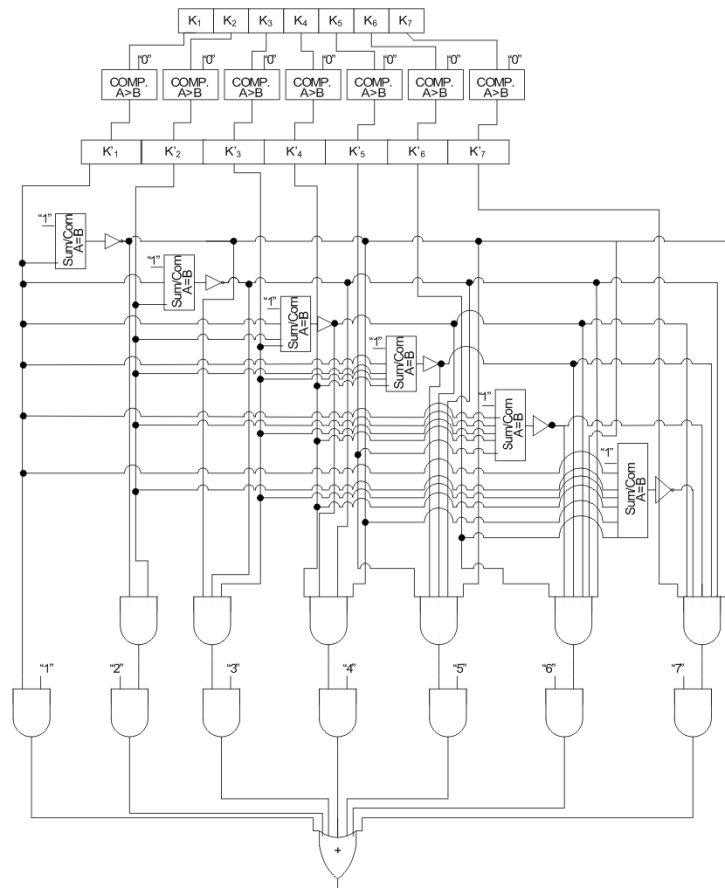 K1 K2 K3 K4 K5 K6 K7
"0" "0" "0" "0" "0" "0" "0"
COMP. COMP. COMP. COMP. COMP. COMP. COMP.
A>B A>B A>B A>B A>B A>B A>B
K'1 K'2 K'3 K'4 K'5 K'6 K'7
"1"
Sum/Com
A=B
"1"
Sum/Com
A=B
"1"
Sum/Com
A=B
"1"
Sum/Com
A=B
"1"
Sum/Com
A=B
"1"
Sum/Com
A=B
"1" "2" "3" "4" "5" "6" "7"
+